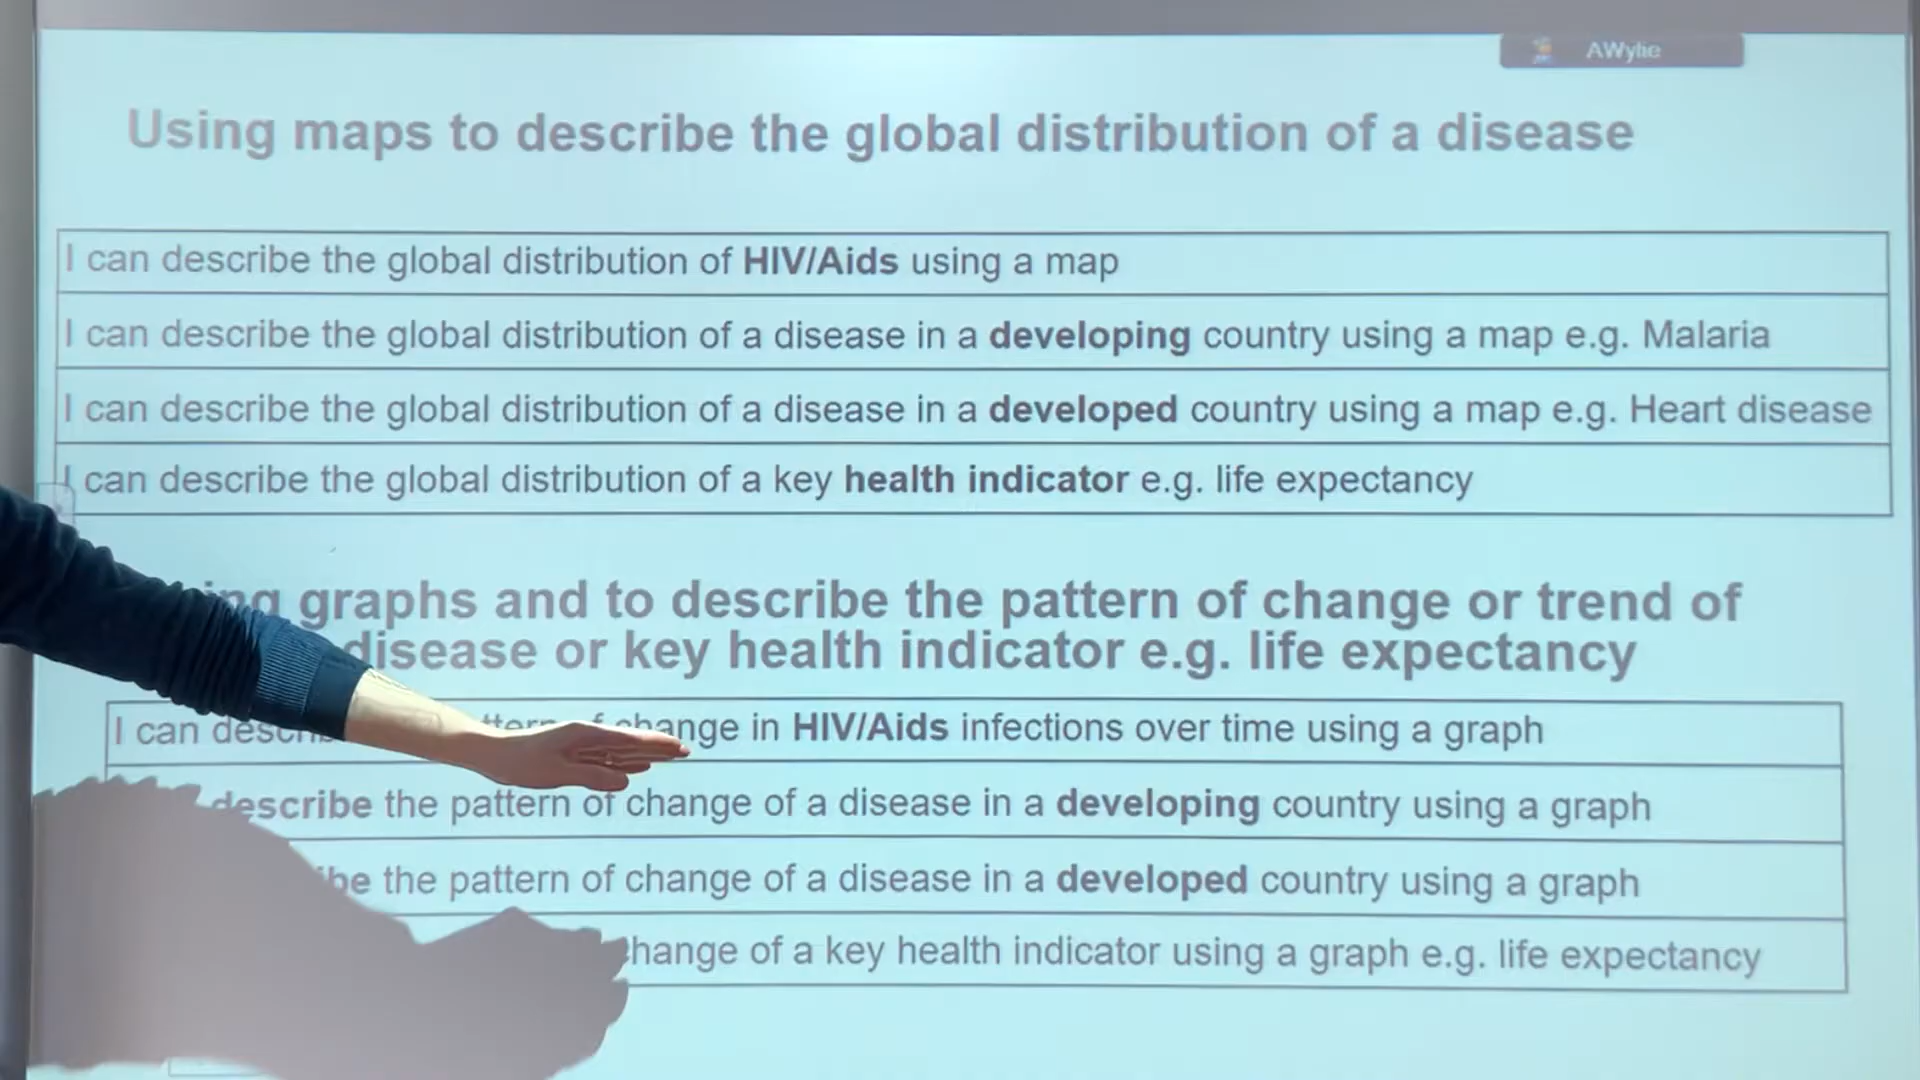 AWylie
Using maps to describe the global distribution of a disease
I can describe the global distribution of HIV/Aids using a map
I can describe the global distribution of a disease in a developing country using a map e.g. Malaria
I can describe the global distribution of a disease in a developed country using a map e.g. Heart disease
I can describe the global distribution of a key health indicator e.g. life expectancy
graphs and to describe the pattern of change or trend of
disease or key health indicator e.g. life expectancy
I can change in HIV/Aids infections over time using a graph
describe the pattern of change of a disease in a developing country using a graph
the pattern of change of a disease in a developed country using a graph
change of a key health indicator using a graph e.g. life expectancy